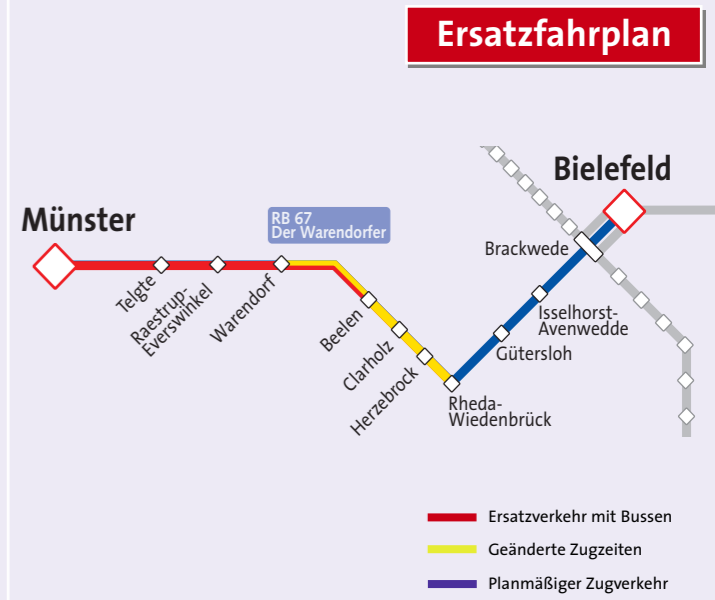 Ersatzfahrplan
Bielefeld
Münster
RB 67
Der Warendorfer
Brackwede
Telgte
Raestrup-
Everswinkel
Warendorf
Beelen
Clarholz
Herzebrock
Isselhorst-
Avenwedde
Gütersloh
Rheda-
Wiedenbrück
Ersatzverkehr mit Bussen
Geänderte Zugzeiten
Planmäßiger Zugverkehr